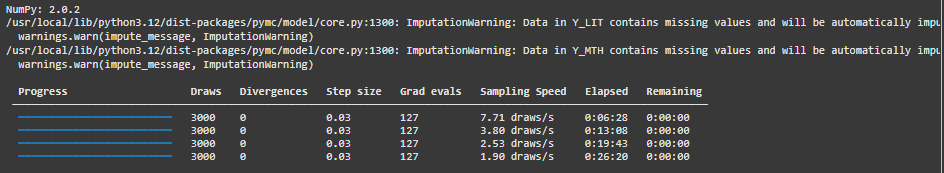 NumPy: 2.0.2
/usr/local/lib/python3.12/dist-packages/pymc/model/core.py:1300: ImputationWarning: Data in Y_LIT contains missing values and will be automatically impu
warnings.warn(impute_message, ImputationWarning)
/usr/local/lib/python3.12/dist-packages/pymc/model/core.py:1300: ImputationWarning: Data in Y_MTH contains missing values and will be automatically impu
warnings.warn(impute_message, ImputationWarning)
Progress Draws Divergences Step size Grad evals Sampling Speed Elapsed Remaining
3000 0 0.03 127 7.71 draws/s 0:06:28 0:00:00
3000 0 0.03 127 3.80 draws/s 0:13:08 0:00:00
3000 0 0.03 127 2.53 draws/s 0:19:43 0:00:00
3000 0 0.03 127 1.90 draws/s 0:26:20 0:00:00